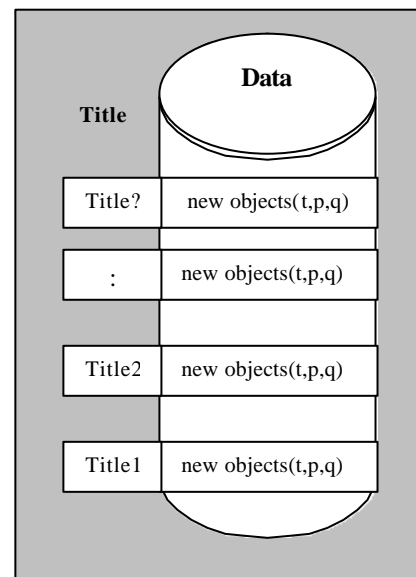 Data
Title
Title? new objects(t,p,q)
: new objects(t,p,q)
Title2 new objects(t,p,q)
Title1 new objects(t,p,q)